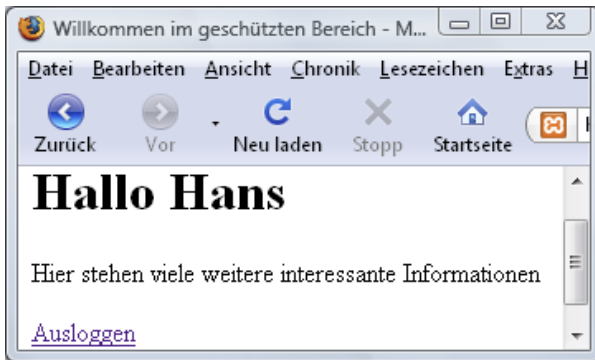 Willkommen im geschützten Bereich - M...
Datei Bearbeiten Ansicht Chronik Lesezeichen Extras H
Zurück Vor Neu laden Stopp Startseite
Hallo Hans
Hier stehen viele weitere interessante Informationen
Ausloggen